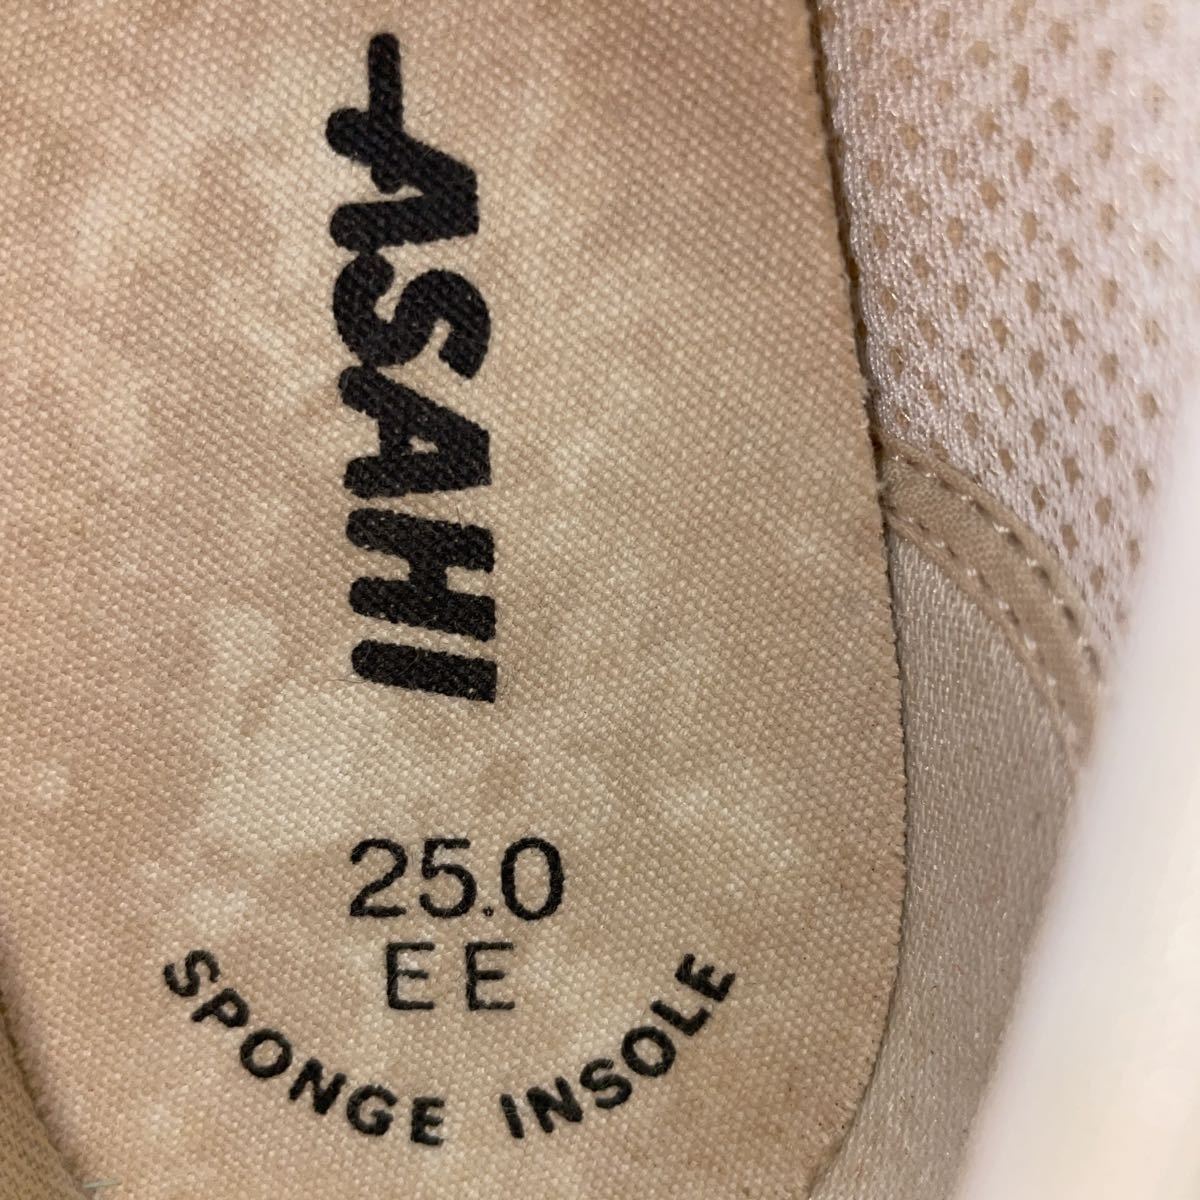 ASAHI
25.0
EE
SPONGE INSOLE